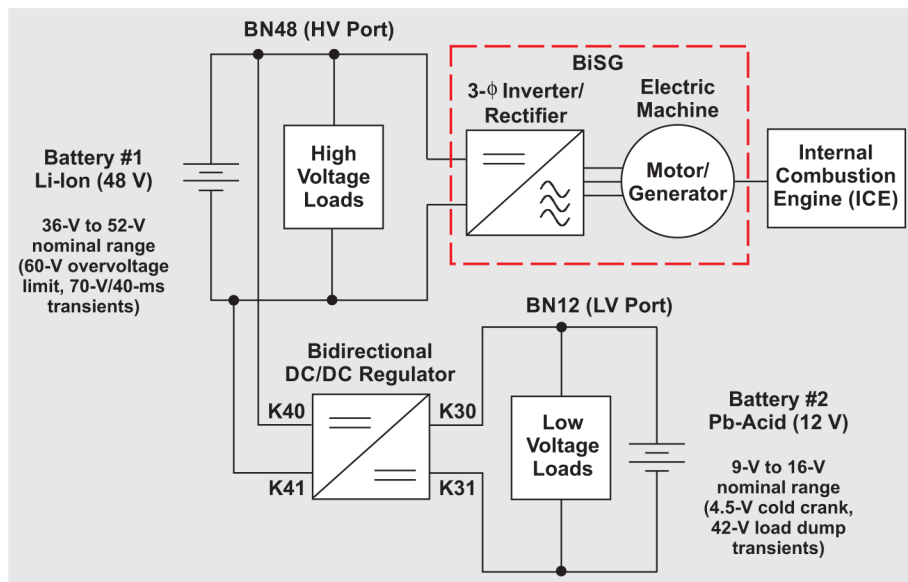 BN48 (HV Port)
BiSG
3-ϕ Inverter/
Rectifier
Electric
Machine
Battery #1
Li-Ion (48 V)
36-V to 52-V
nominal range
(60-V overvoltage
limit, 70-V/40-ms
transients)
High
Voltage
Loads
Motor/
Generator
Internal
Combustion
Engine (ICE)
BN12 (LV Port)
Bidirectional
DC/DC Regulator
K40
K30
K41
K31
Low
Voltage
Loads
Battery #2
Pb-Acid (12 V)
9-V to 16-V
nominal range
(4.5-V cold crank,
42-V load dump
transients)